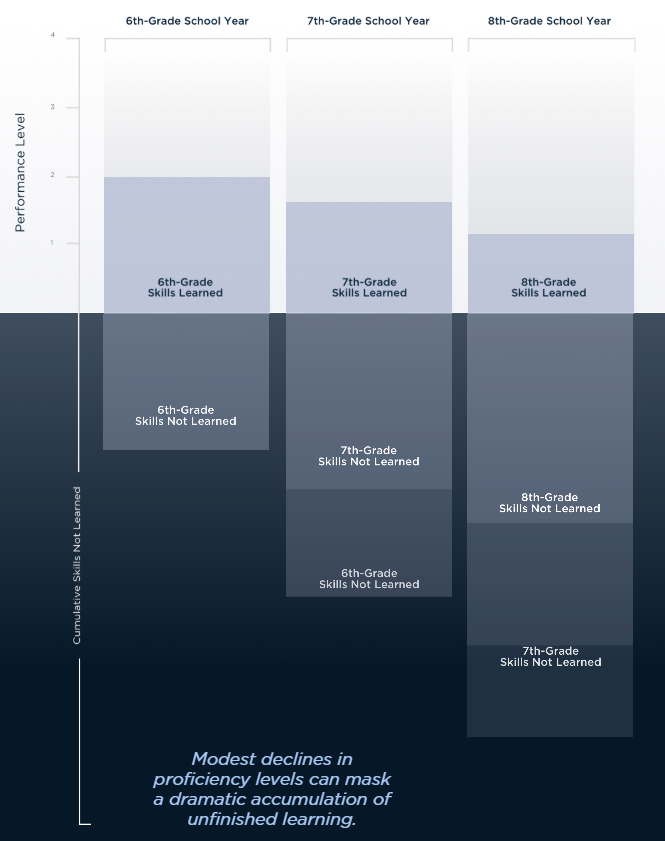 6th-Grade School Year
7th-Grade School Year
8th-Grade School Year
4
3
2
1
Performance Level
6th-Grade
Skills Learned
7th-Grade
Skills Learned
8th-Grade
Skills Learned
6th-Grade
Skills Not Learned
7th-Grade
Skills Not Learned
8th-Grade
Skills Not Learned
6th-Grade
Skills Not Learned
7th-Grade
Skills Not Learned
Cumulative Skills Not Learned
Modest declines in
proficiency levels can mask
a dramatic accumulation of
unfinished learning.